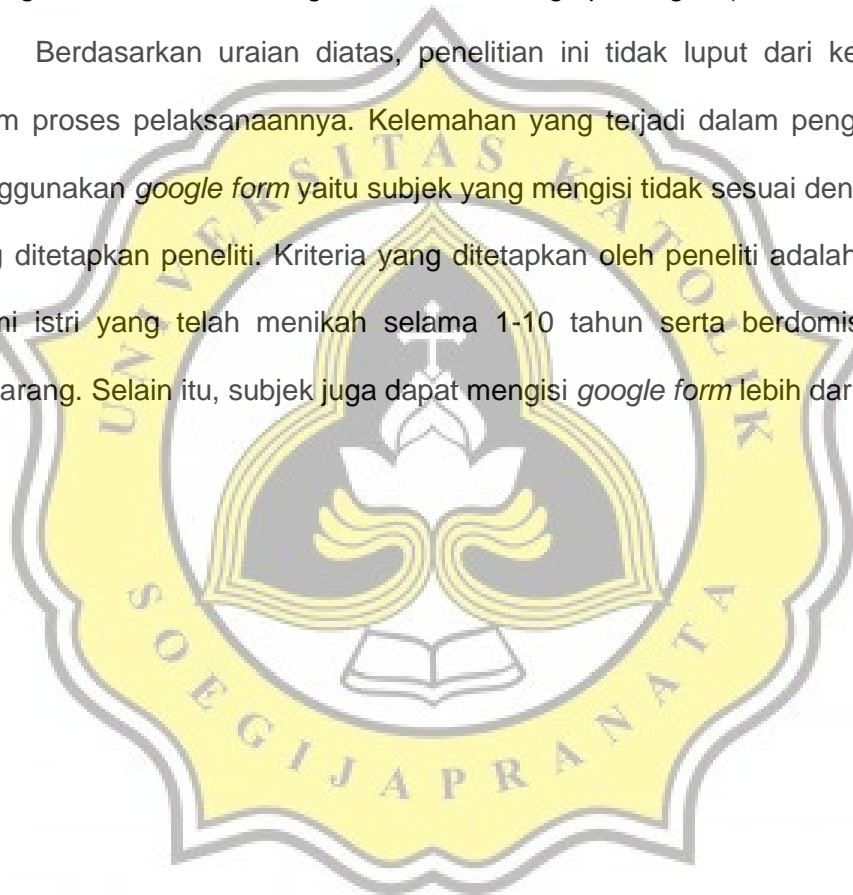 Berdasarkan uraian diatas, penelitian ini tidak luput dari ke
m proses pelaksanaannya. Kelemahan yang terjadi dalam peng
ggunakan google form yaitu subjek yang mengisi tidak sesuai den
g ditetapkan peneliti. Kriteria yang ditetapkan oleh peneliti adalah
mi istri yang telah menikah selama 1-10 tahun serta berdomis
arang. Selain itu, subjek juga dapat mengisi google form lebih dar
UNIVERSITAS KATOLIK
SOEGIJAPRANATA